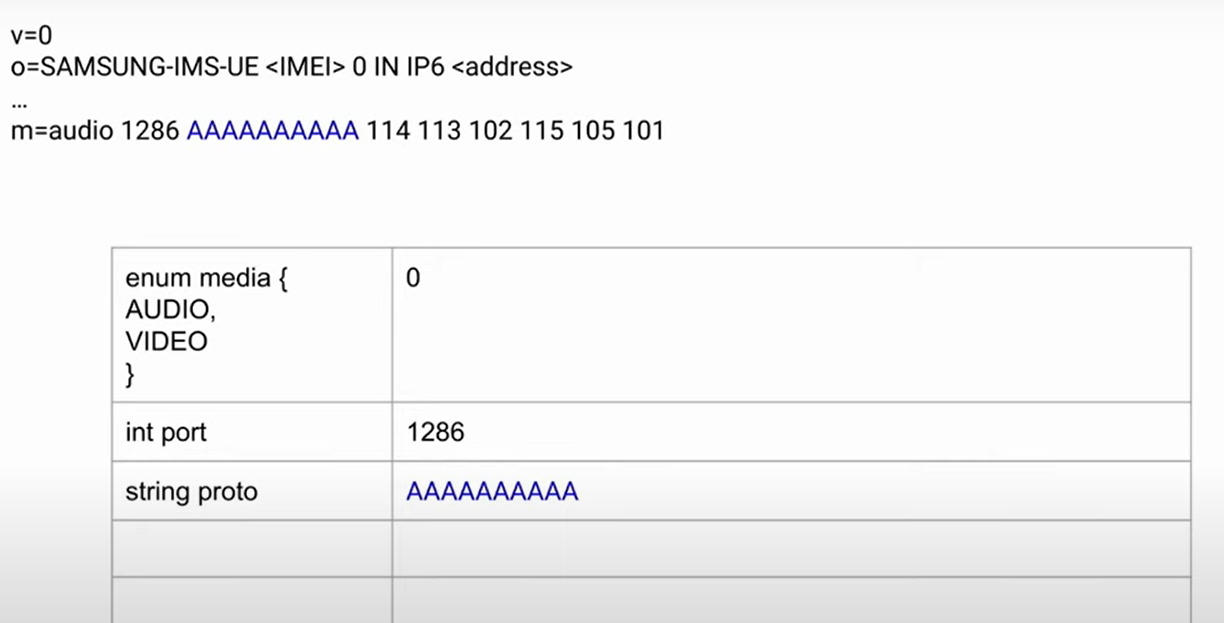 v=0
o=SAMSUNG-IMS-UE <IMEI> 0 IN IP6 <address>
...
m=audio 1286 AAAAAAAAAA 114 113 102 115 105 101
enum media {
AUDIO,
VIDEO
}
0
int port
1286
string proto
AAAAAAAAAA